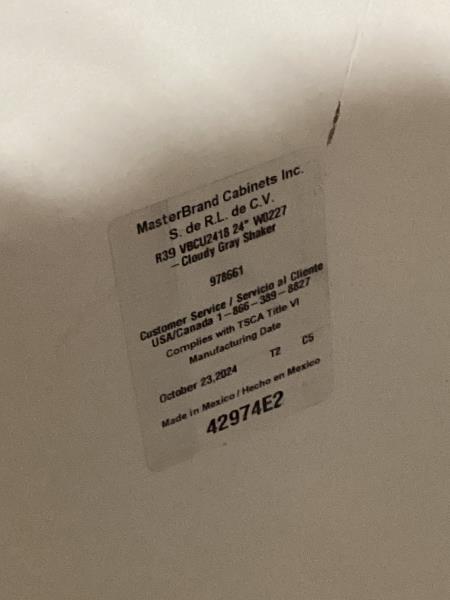 MasterBrand Cabinets Inc.
S. de R.L. de C.V.
R39 VBCU2418 24" W0227
—Cloudy Gray Shaker
978661
Customer Service / Servicio al Cliente
USA/Canada 1-866-389-8827
Complies with TSCA Title VI
Manufacturing Date
October 23,2024 T2 C5
Made in Mexico / Hecho en Mexico
42974E2